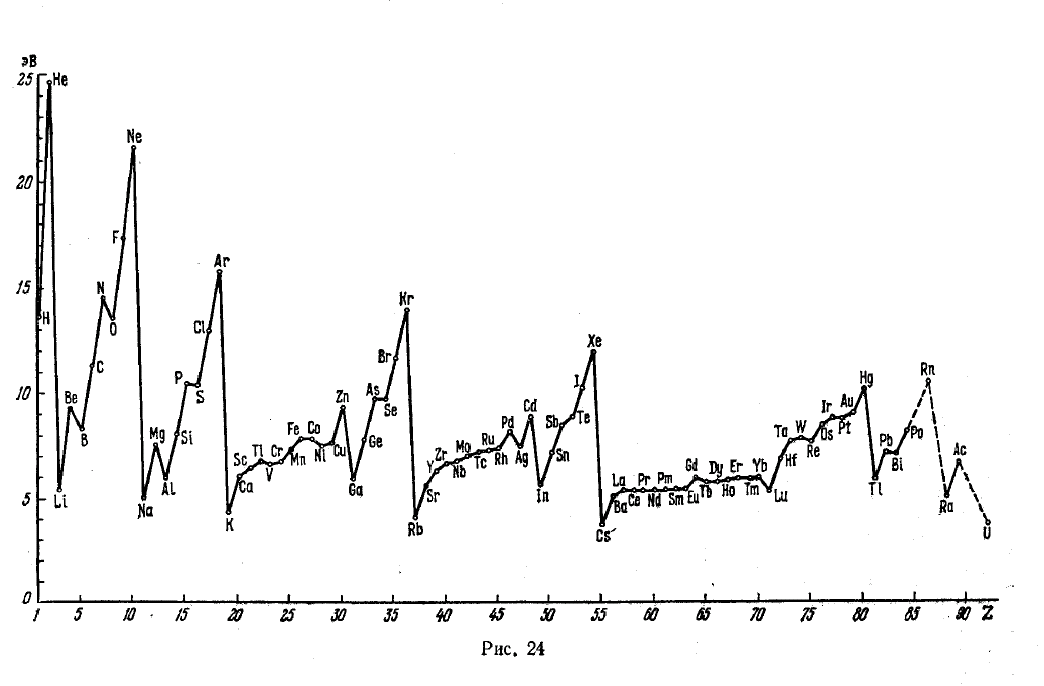 эВ
25 He
Ne
20
F
Ar
15 N
Kr
H O
Cl
Xe
Br
C
I
Rn
10 P As
Hg
Be S Zn
Se Cd
Ta W Ir Au
Mg Sb Te
B Si Fe Co Pd
Os Pt Po
Ge Ru
Sc Tl Cr Mn Ni Cu Y Zr Mo Rh Ag Sn
Re Pb Ac
Ca V Nb Tc Gd Dy Er Yb Hf Bi
Al La Pr Pm
5 Li Ga Sr In Ba Ce Nd Sm Eu Tb Ho Tm Lu Tl
Na Ra
K Rb Cs U
0
1 5 10 15 20 25 30 35 40 45 50 55 60 65 70 75 80 85 90 Z
Рис. 24